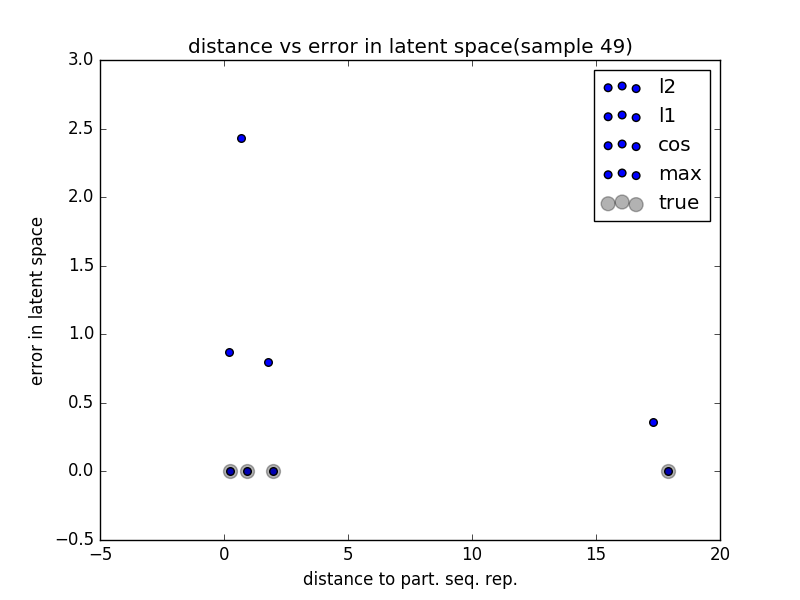 distance vs error in latent space(sample 49)
3.0
2.5
2.0
1.5
1.0
0.5
0.0
−0.5
error in latent space
l2
l1
cos
max
true
−5 0 5 10 15 20
distance to part. seq. rep.